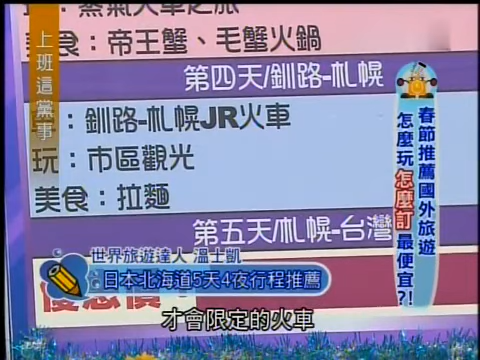 玩：蒸氣火車之旅
美食：帝王蟹、毛蟹火鍋
第四天/釧路-札幌
：釧路-札幌JR火車
玩：市區觀光
美食：拉麵
第五天/札幌-台灣
優惠價
上班這黨事
春節推薦國外旅遊
怎麼玩怎麼訂最便宜?!
世界旅遊達人 溫士凱
日本北海道5天4夜行程推薦
才會限定的火車